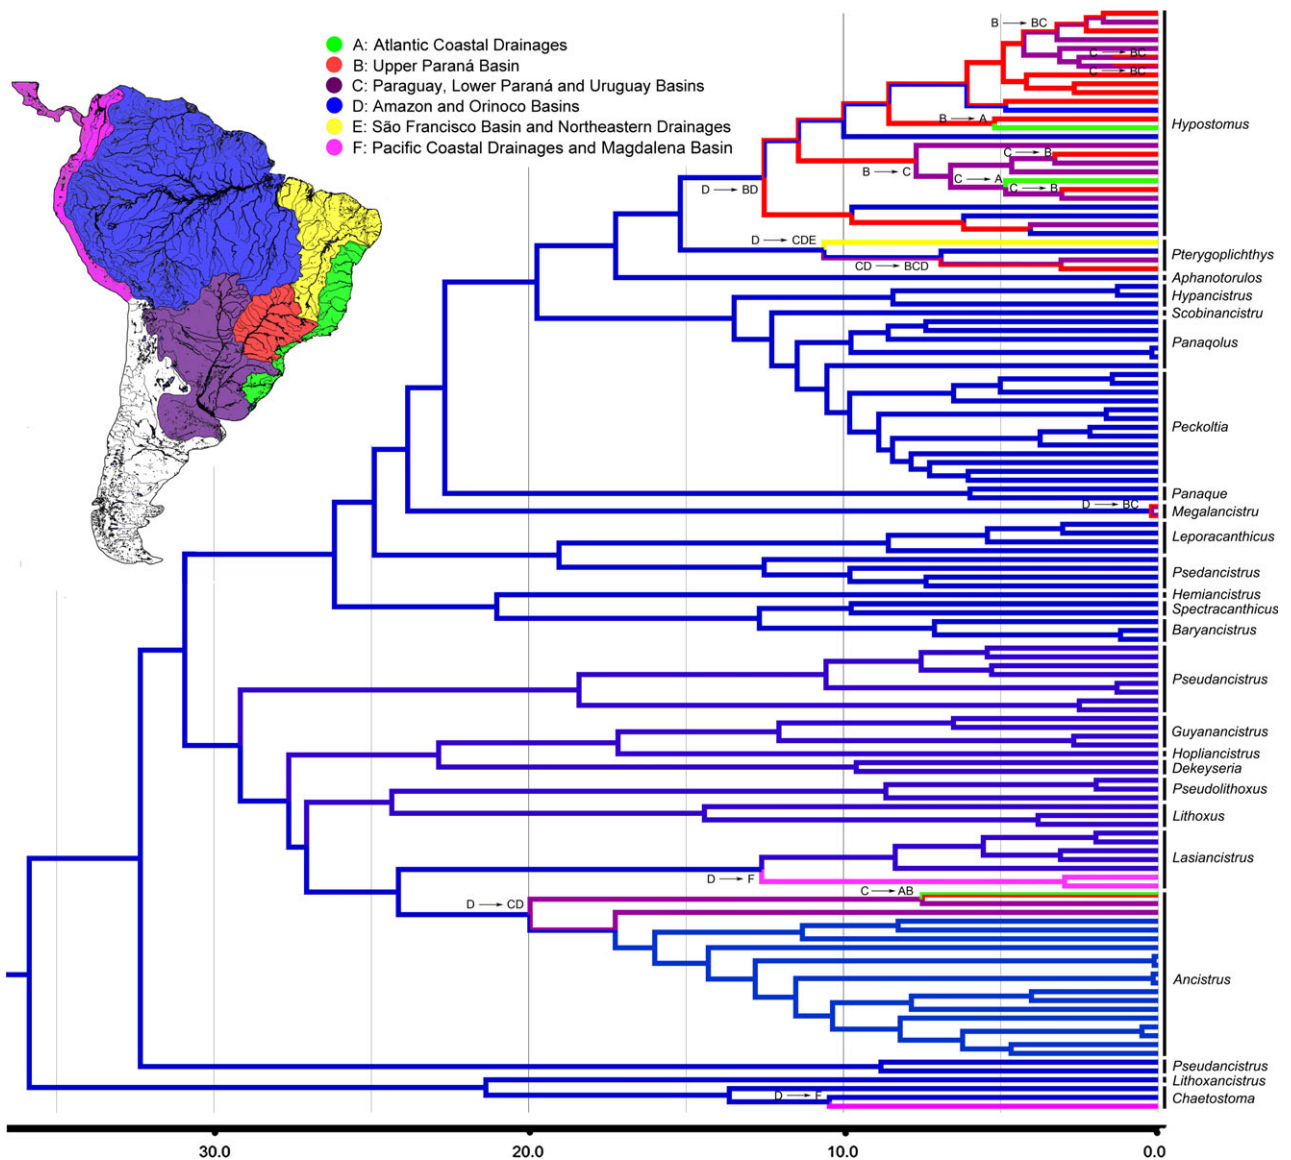 A: Atlantic Coastal Drainages
B: Upper Paraná Basin
C: Paraguay, Lower Paraná and Uruguay Basins
D: Amazon and Orinoco Basins
E: São Francisco Basin and Northeastern Drainages
F: Pacific Coastal Drainages and Magdalena Basin
B → BC
C → BC
C → BC
B → A
Hypostomus
C → B
B → C
C → A
C → B
D → BD
D → CDE
CD → BCD
Pterygoplichthys
Aphanotorulos
Hypancistrus
Scobinancistru
Panaqolus
Peckoltia
Panaque
D → BC
Megalancistru
Leporacanthicus
Psedancistrus
Hemiancistrus
Spectracanthicus
Baryancistrus
Pseudancistrus
Guyanancistrus
Hopliancistrus
Dekeyseria
Pseudolithoxus
Lithoxus
Lasiancistrus
D → F
C → AB
D → CD
Ancistrus
Pseudancistrus
Lithoxancistrus
D → F
Chaetostoma
30.0 20.0 10.0 0.0